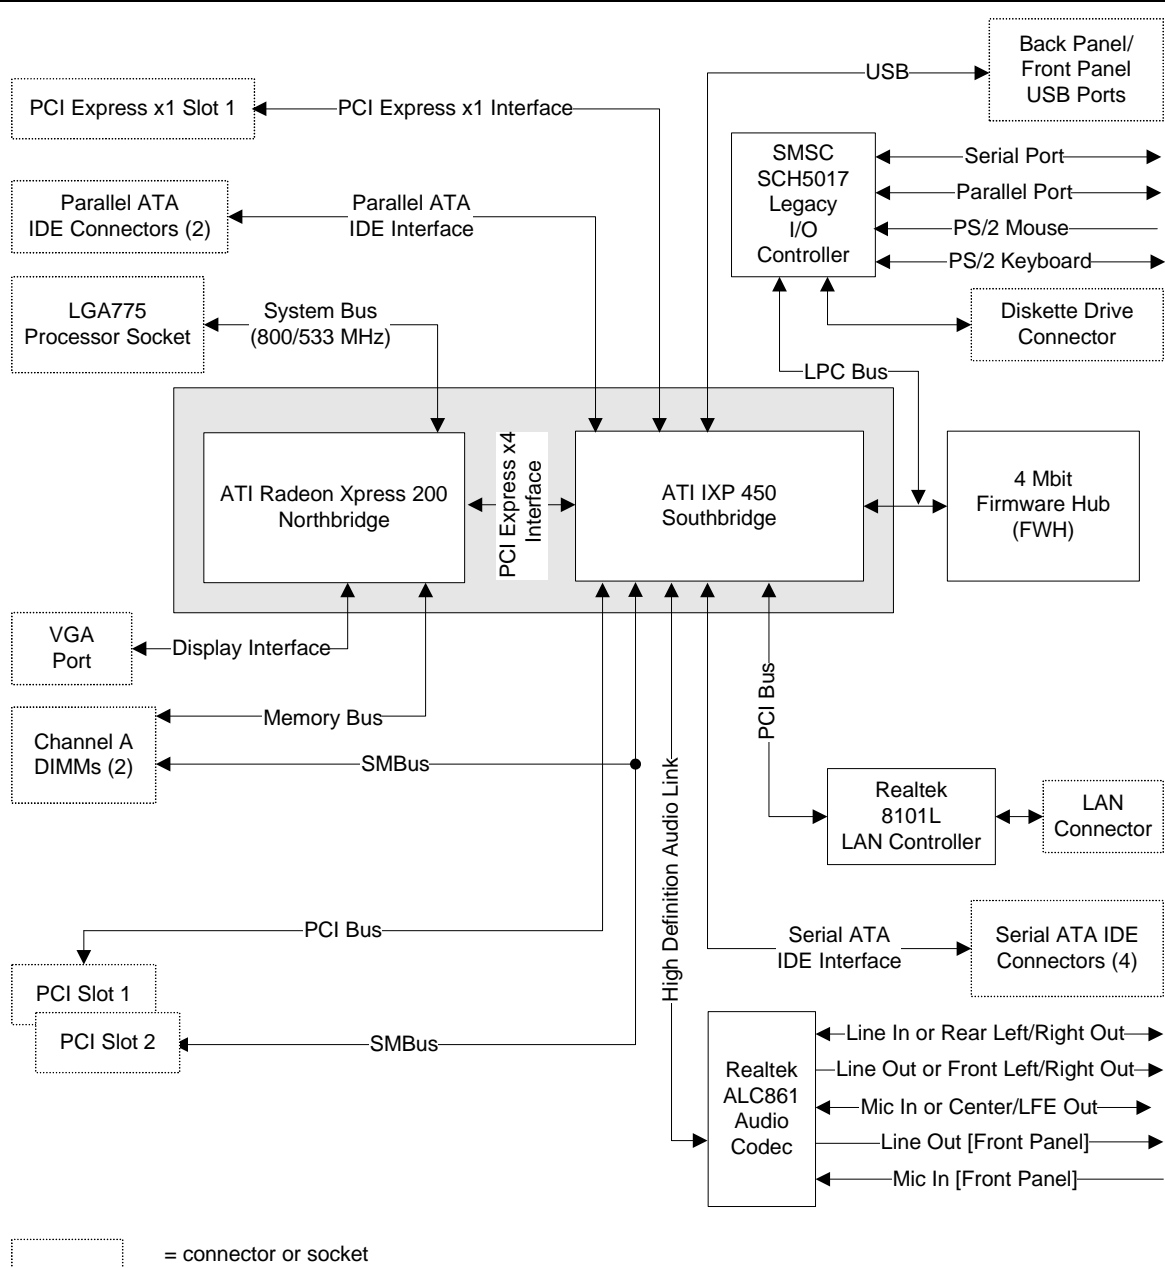 Back Panel/
Front Panel
USB Ports
USB
PCI Express x1 Slot 1
PCI Express x1 Interface
SMSC
SCH5017
Legacy
I/O
Controller
Serial Port
Parallel Port
PS/2 Mouse
PS/2 Keyboard
Parallel ATA
IDE Connectors (2)
Parallel ATA
IDE Interface
LGA775
Processor Socket
System Bus
(800/533 MHz)
Diskette Drive
Connector
LPC Bus
ATI Radeon Xpress 200
Northbridge
PCI Express x4
Interface
ATI IXP 450
Southbridge
4 Mbit
Firmware Hub
(FWH)
VGA
Port
Display Interface
Channel A
DIMMs (2)
Memory Bus
SMBus
PCI Bus
High Definition Audio Link
Realtek
8101L
LAN Controller
LAN
Connector
PCI Bus
PCI Slot 1
PCI Slot 2
SMBus
Serial ATA
IDE Interface
Serial ATA IDE
Connectors (4)
Realtek
ALC861
Audio
Codec
Line In or Rear Left/Right Out
Line Out or Front Left/Right Out
Mic In or Center/LFE Out
Line Out [Front Panel]
Mic In [Front Panel]
= connector or socket